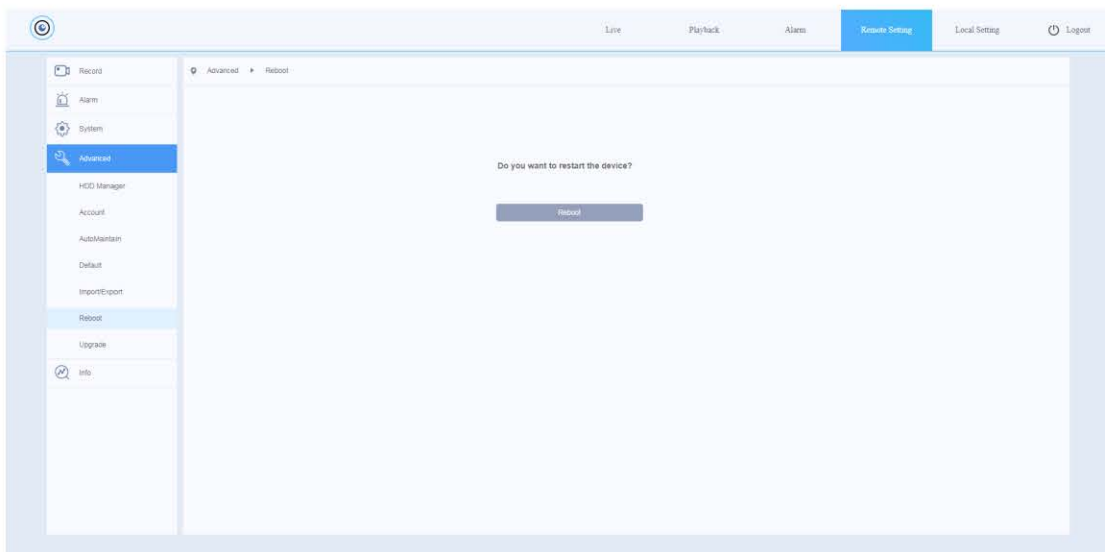 Live Playback Alarm Remote Setting Local Setting Logout
Record
Alarm
System
Advanced
HDD Manager
Account
AutoMaintain
Default
Import/Export
Reboot
Upgrade
Info
Advanced Reboot
Do you want to restart the device?
Reboot